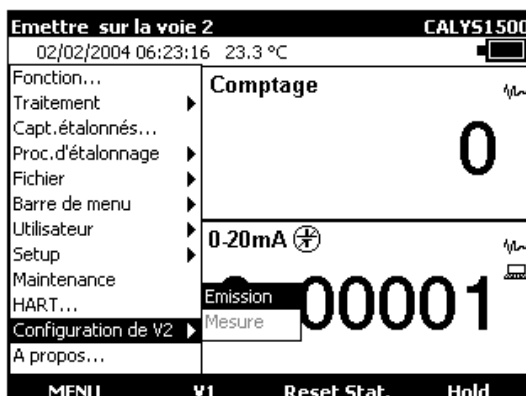 Emettre sur la voie 2 CALYS1500
02/02/2004 06:23:16 23.3 °C
Fonction...
Traitement
Capt.étalonnés...
Proc.d'étalonnage
Fichier
Barre de menu
Utilisateur
Setup
Maintenance
HART...
Configuration de V2
A propos...
Emission
Mesure
Comptage
0
0-20mA
00001
MENU V1 Reset Stat. Hold